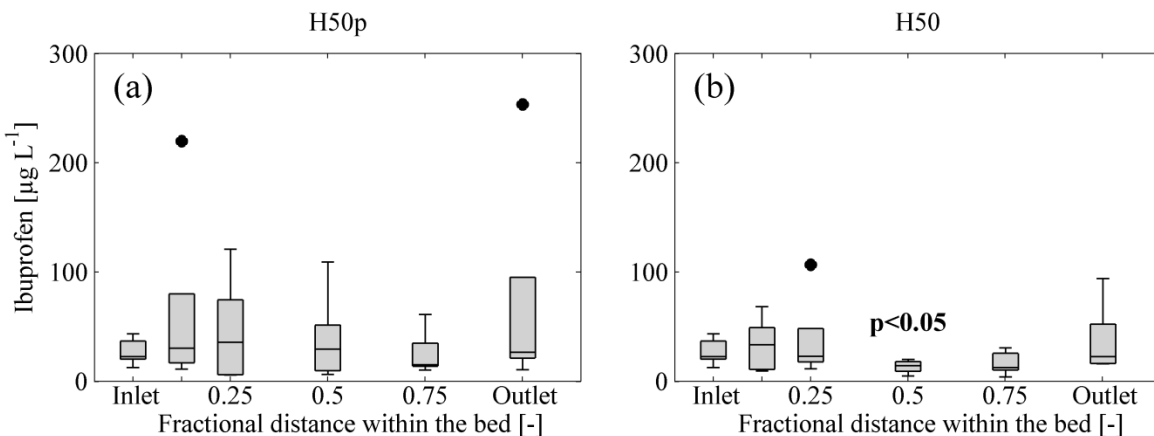 H50p
H50
300
(a)
200
100
0
Ibuprofen [µg L⁻¹]
Inlet 0.25 0.5 0.75 Outlet
Fractional distance within the bed [-]
300
(b)
200
100
p<0.05
0
Inlet 0.25 0.5 0.75 Outlet
Fractional distance within the bed [-]